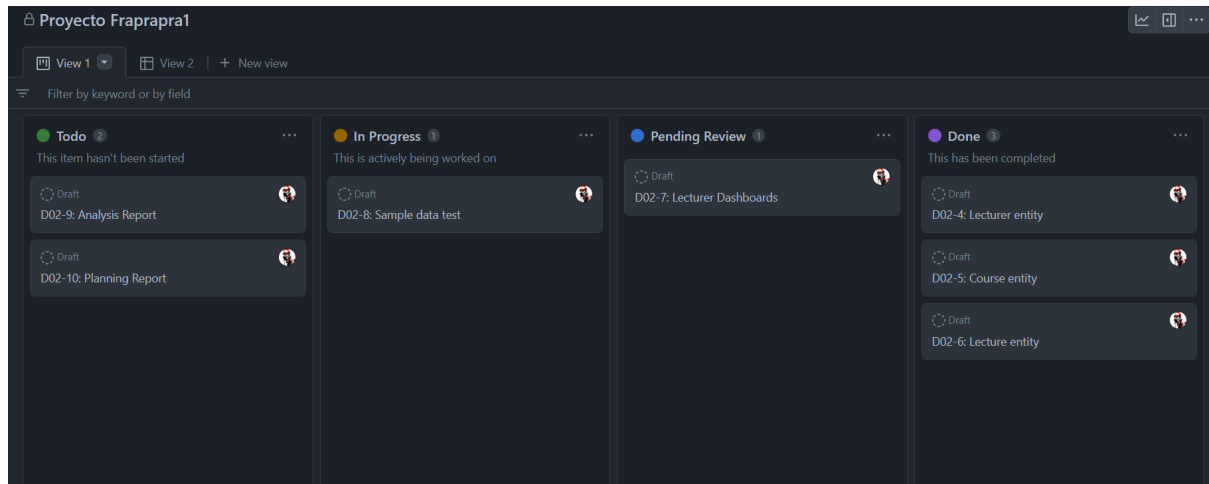 Proyecto Fraprapra1
View 1
View 2
New view
Filter by keyword or by field
Todo 2
This item hasn't been started
Draft
D02-9: Analysis Report
Draft
D02-10: Planning Report
In Progress 1
This is actively being worked on
Draft
D02-8: Sample data test
Pending Review 1
Draft
D02-7: Lecturer Dashboards
Done 3
This has been completed
Draft
D02-4: Lecturer entity
Draft
D02-5: Course entity
Draft
D02-6: Lecture entity